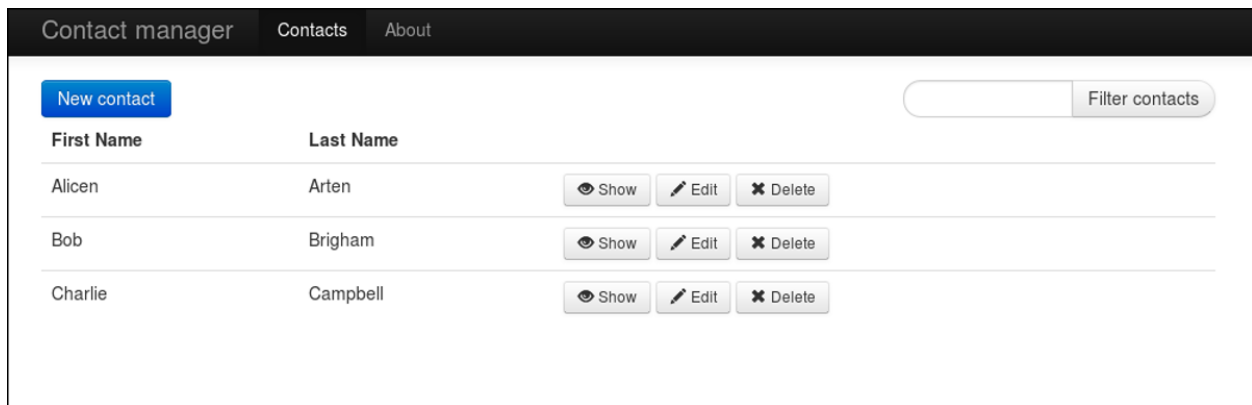 Contact manager Contacts About
New contact Filter contacts
First Name Last Name
Alicen Arten Show Edit Delete
Bob Brigham Show Edit Delete
Charlie Campbell Show Edit Delete